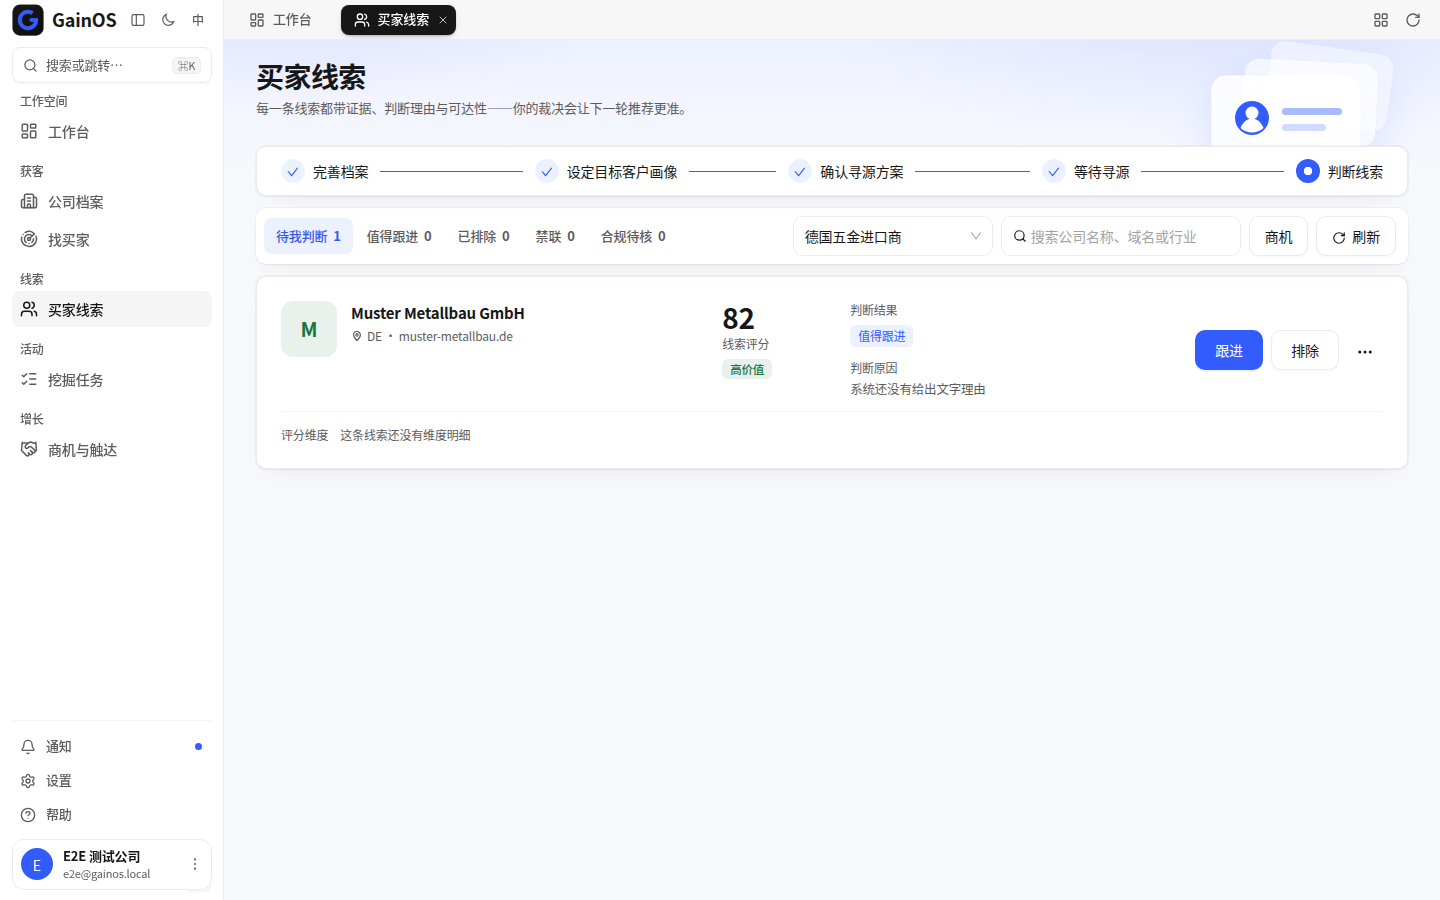 GainOS
中
搜索或跳转…
⌘K
工作空间
工作台
获客
公司档案
找买家
线索
买家线索
活动
挖掘任务
增长
商机与触达
通知
设置
帮助
E
E2E 测试公司
e2e@gainos.local
工作台
买家线索
买家线索
每一条线索都带证据、判断理由与可达性——你的裁决会让下一轮推荐更准。
完善档案
设定目标客户画像
确认寻源方案
等待寻源
判断线索
待我判断 1
值得跟进 0
已排除 0
禁联 0
合规待核 0
德国五金进口商
搜索公司名称、域名或行业
商机
刷新
M
Muster Metallbau GmbH
DE • muster-metallbau.de
82
线索评分
高价值
判断结果
值得跟进
判断原因
系统还没有给出文字理由
跟进
排除
评分维度 这条线索还没有维度明细